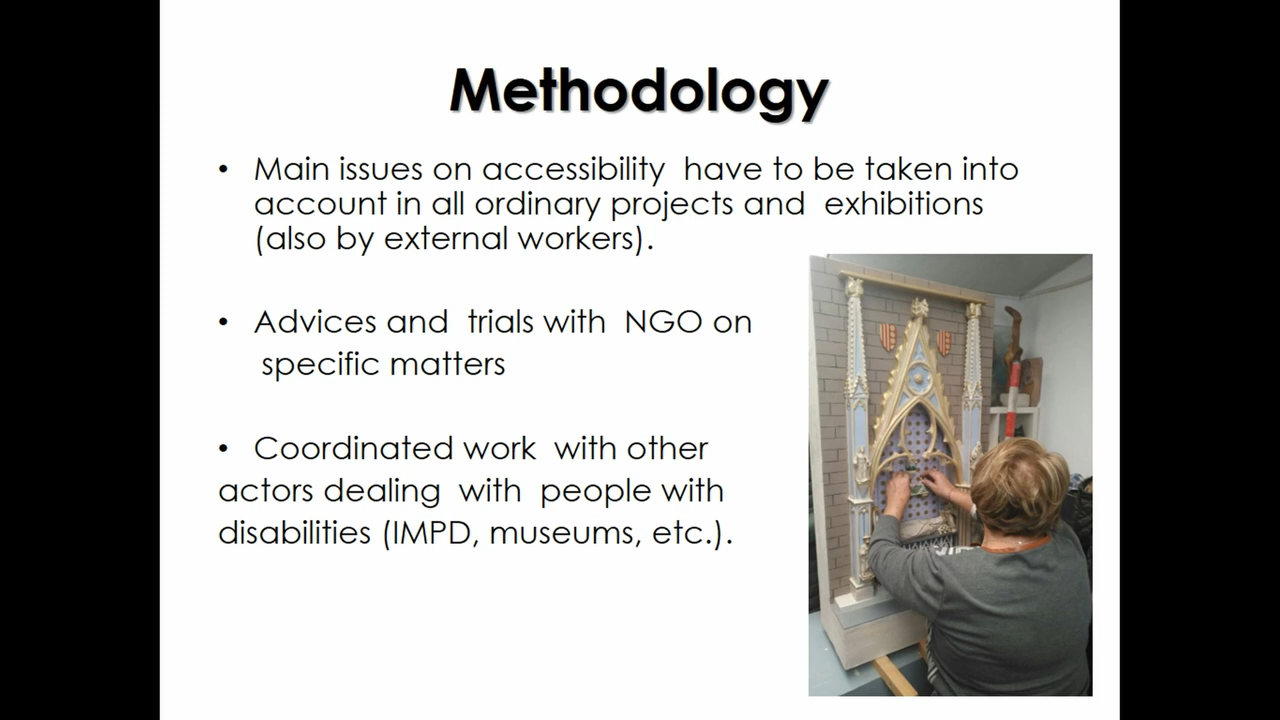 Methodology
• Main issues on accessibility have to be taken into
account in all ordinary projects and exhibitions
(also by external workers).
• Advices and trials with NGO on
specific matters
• Coordinated work with other
actors dealing with people with
disabilities (IMPD, museums, etc.).